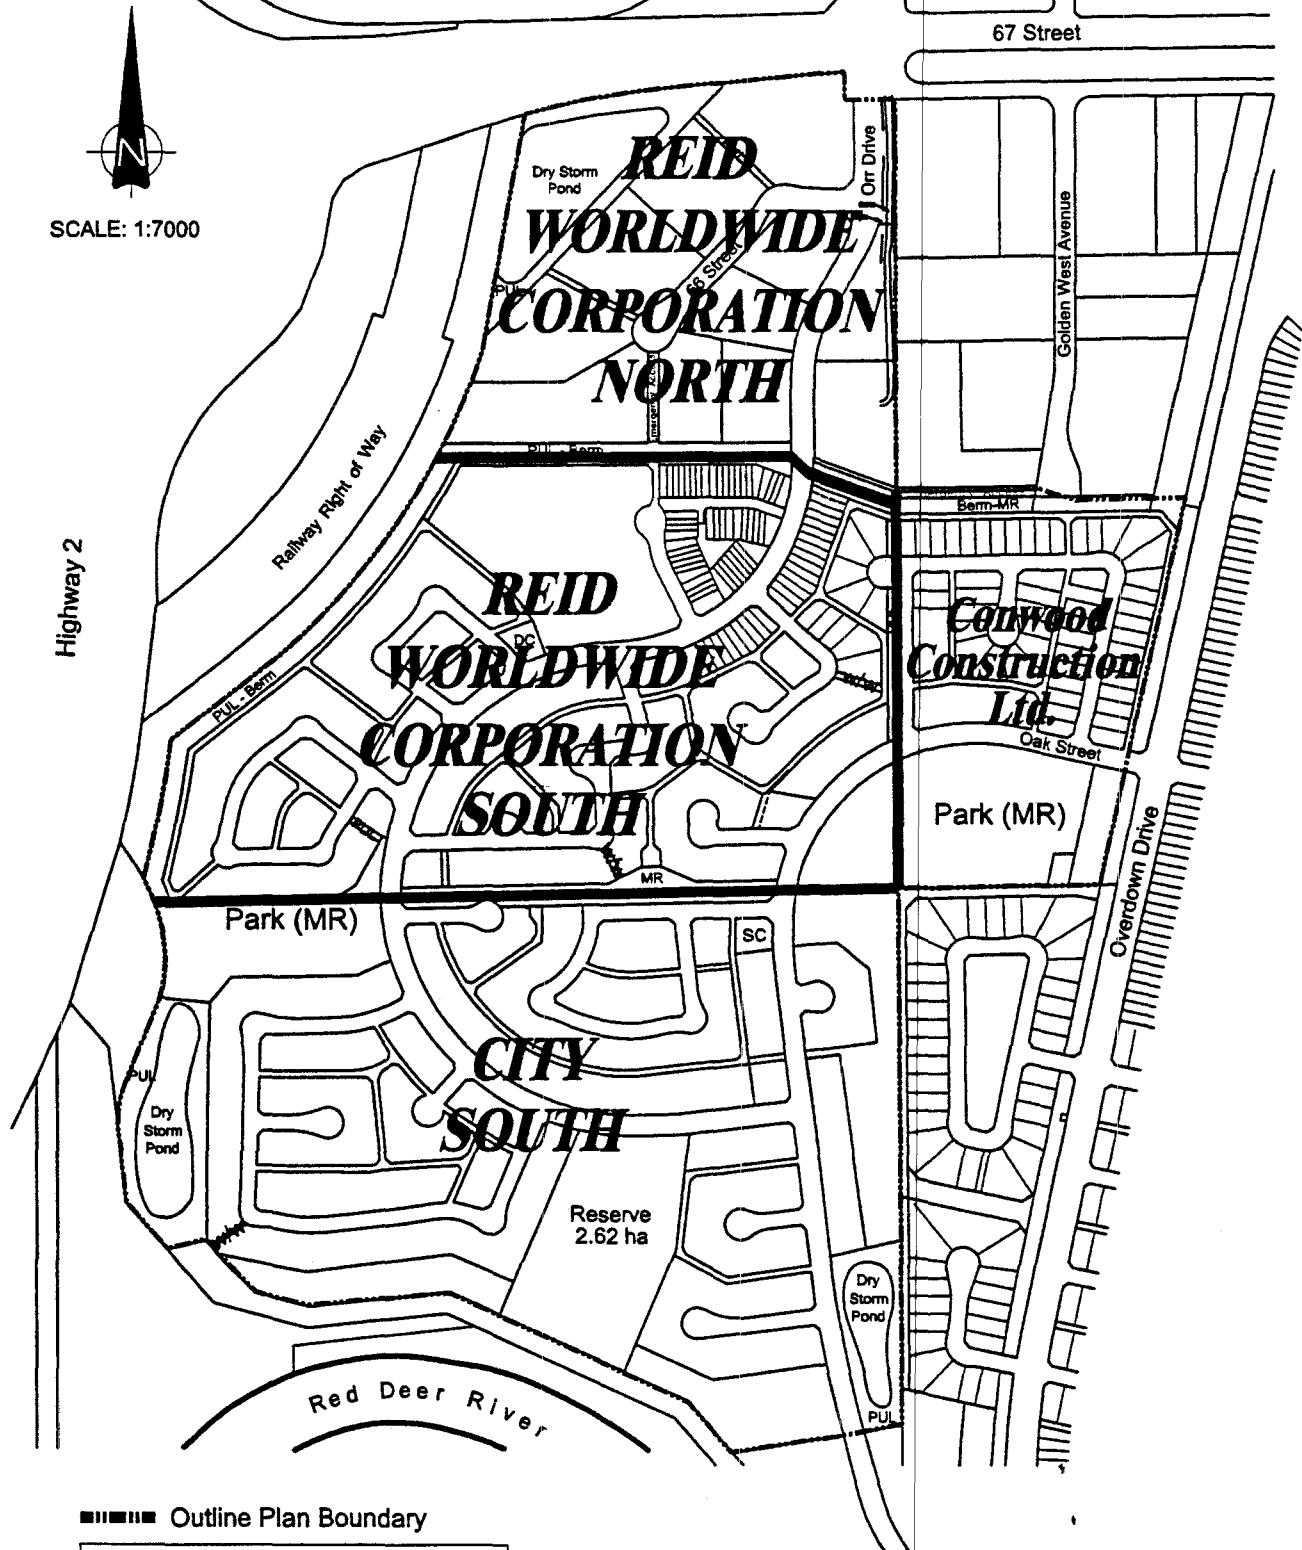 67 Street
N
SCALE: 1:7000
Dry Storm
Pond
REID
WORLDWIDE
CORPORATION
NORTH
Orr Drive
66 Street
PUL
Golden West Avenue
PUL - Berm
Railway Right of Way
Highway 2
Berm-MR
REID
WORLDWIDE
CORPORATION
SOUTH
DC
PUL - Berm
Conwood
Construction
Ltd.
Oak Street
Park (MR)
Overdown Drive
MR
Park (MR)
SC
CITY
SOUTH
PUL
Dry
Storm
Pond
Reserve
2.62 ha
Dry
Storm
Pond
PUL
Red Deer River
Outline Plan Boundary